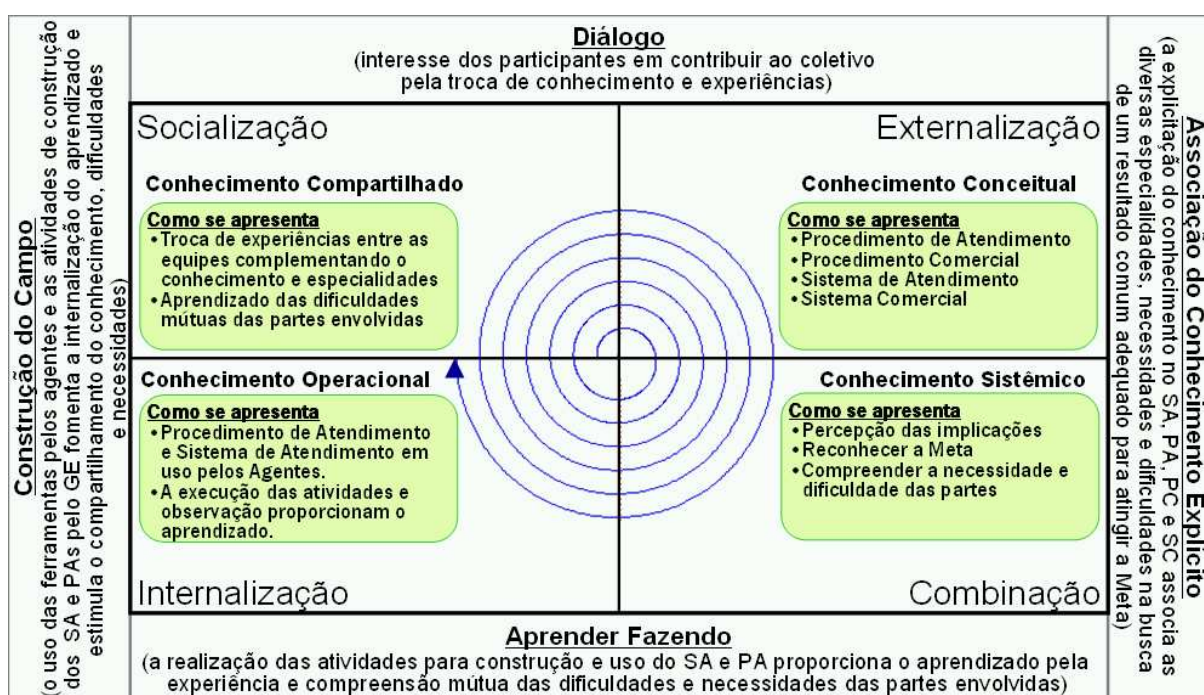 Diálogo
(interesse dos participantes em contribuir ao coletivo
pela troca de conhecimento e experiências)
Construção do Campo
(o uso das ferramentas pelos agentes e as atividades de construção
dos SA e PAs pelo GE fomenta a internalização do aprendizado e
estimula o compartilhamento do conhecimento, dificuldades
e necessidades)
Socialização
Conhecimento Compartilhado
Como se apresenta
•Troca de experiências entre as
equipes complementando o
conhecimento e especialidades
•Aprendizado das dificuldades
mútuas das partes envolvidas
Externalização
Conhecimento Conceitual
Como se apresenta
•Procedimento de Atendimento
•Procedimento Comercial
•Sistema de Atendimento
•Sistema Comercial
Conhecimento Operacional
Como se apresenta
•Procedimento de Atendimento
e Sistema de Atendimento em
uso pelos Agentes.
•A execução das atividades e
observação proporcionam o
aprendizado.
Internalização
Conhecimento Sistêmico
Como se apresenta
•Percepção das implicações
•Reconhecer a Meta
•Compreender a necessidade e
dificuldade das partes
Combinação
Associação do Conhecimento Explícito
(a explicitação do conhecimento no SA, PA, PC e SC associa as
diversas especialidades, necessidades e dificuldades na busca
de um resultado comum adequado para atingir a Meta)
Aprender Fazendo
(a realização das atividades para construção e uso do SA e PA proporciona o aprendizado pela
experiência e compreensão mútua das dificuldades e necessidades das partes envolvidas)